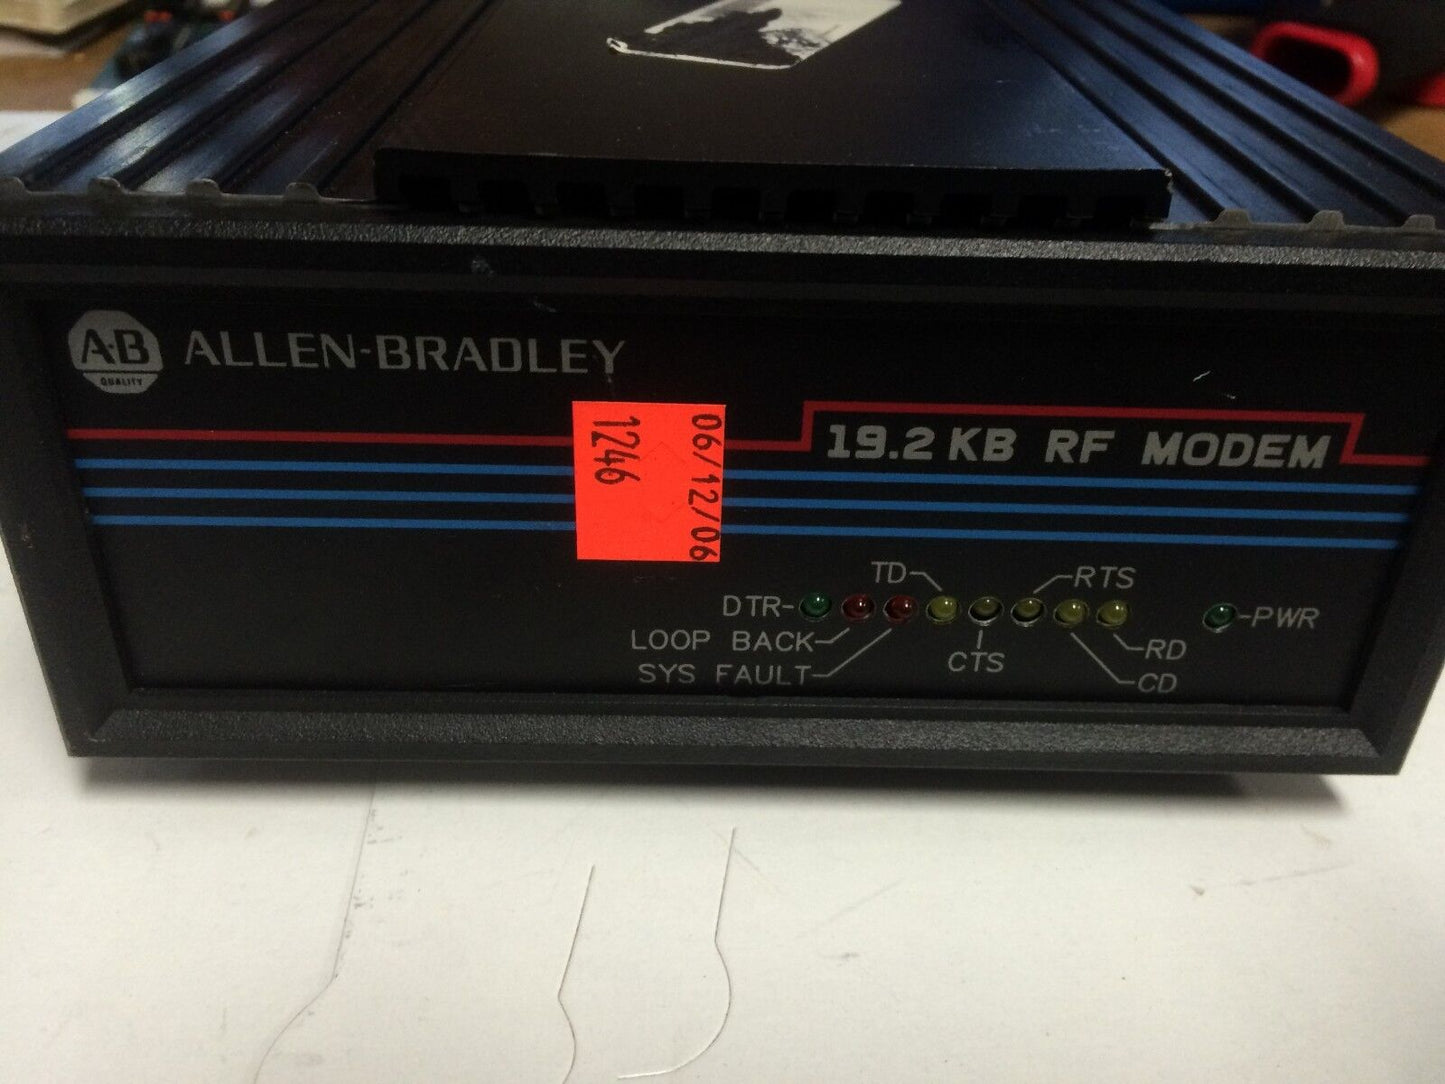 A·B
QUALITY
ALLEN-BRADLEY
06/12/06
1246
19.2 KB RF MODEM
TD
RTS
DTR-
-PWR
LOOP BACK
CTS
RD
SYS FAULT
CD